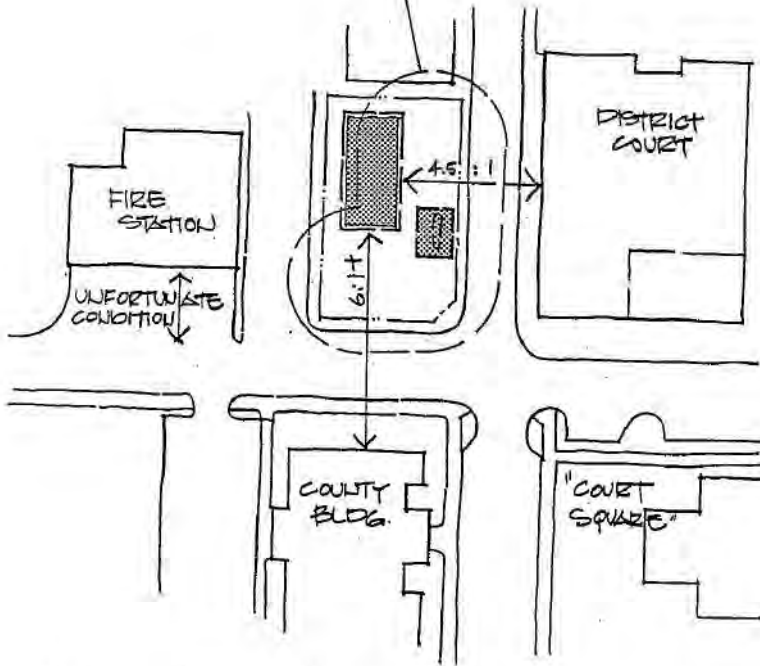 DISTRICT
COURT
4.5 : 1
FIRE
STATION
6:1+
UNFORTUNATE
CONDITION
COUNTY
BLDG.
"COURT
SQUARE"